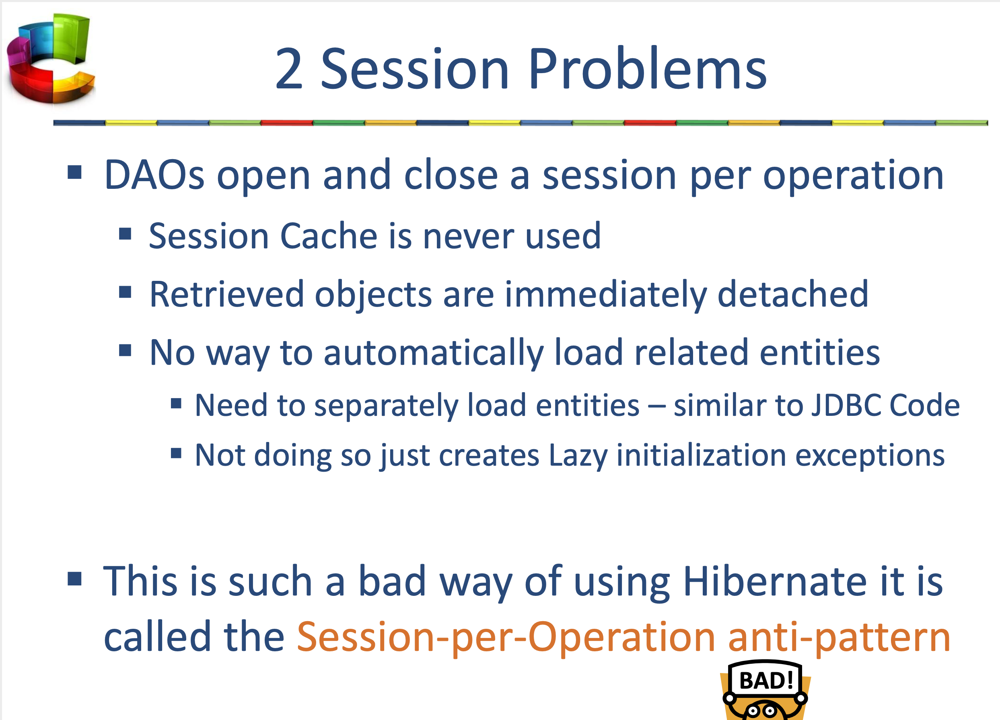 2 Session Problems
DAOs open and close a session per operation
Session Cache is never used
Retrieved objects are immediately detached
No way to automatically load related entities
Need to separately load entities – similar to JDBC Code
Not doing so just creates Lazy initialization exceptions
This is such a bad way of using Hibernate it is
called the Session-per-Operation anti-pattern
BAD!